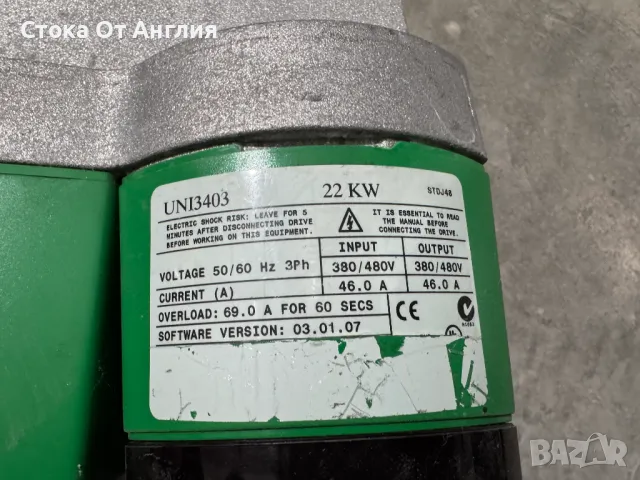 Стока От Англия
UNI3403 22 KW STDJ48
ELECTRIC SHOCK RISK: LEAVE FOR 5
MINUTES AFTER DISCONNECTING DRIVE
BEFORE WORKING ON THIS EQUIPMENT.
IT IS ESSENTIAL TO READ
THE MANUAL BEFORE
CONNECTING THE DRIVE
INPUT OUTPUT
VOLTAGE 50/60 Hz 3Ph 380/480V 380/480V
CURRENT (A) 46.0 A 46.0 A
OVERLOAD: 69.0 A FOR 60 SECS
SOFTWARE VERSION: 03.01.07
CE
BAZAR
bg